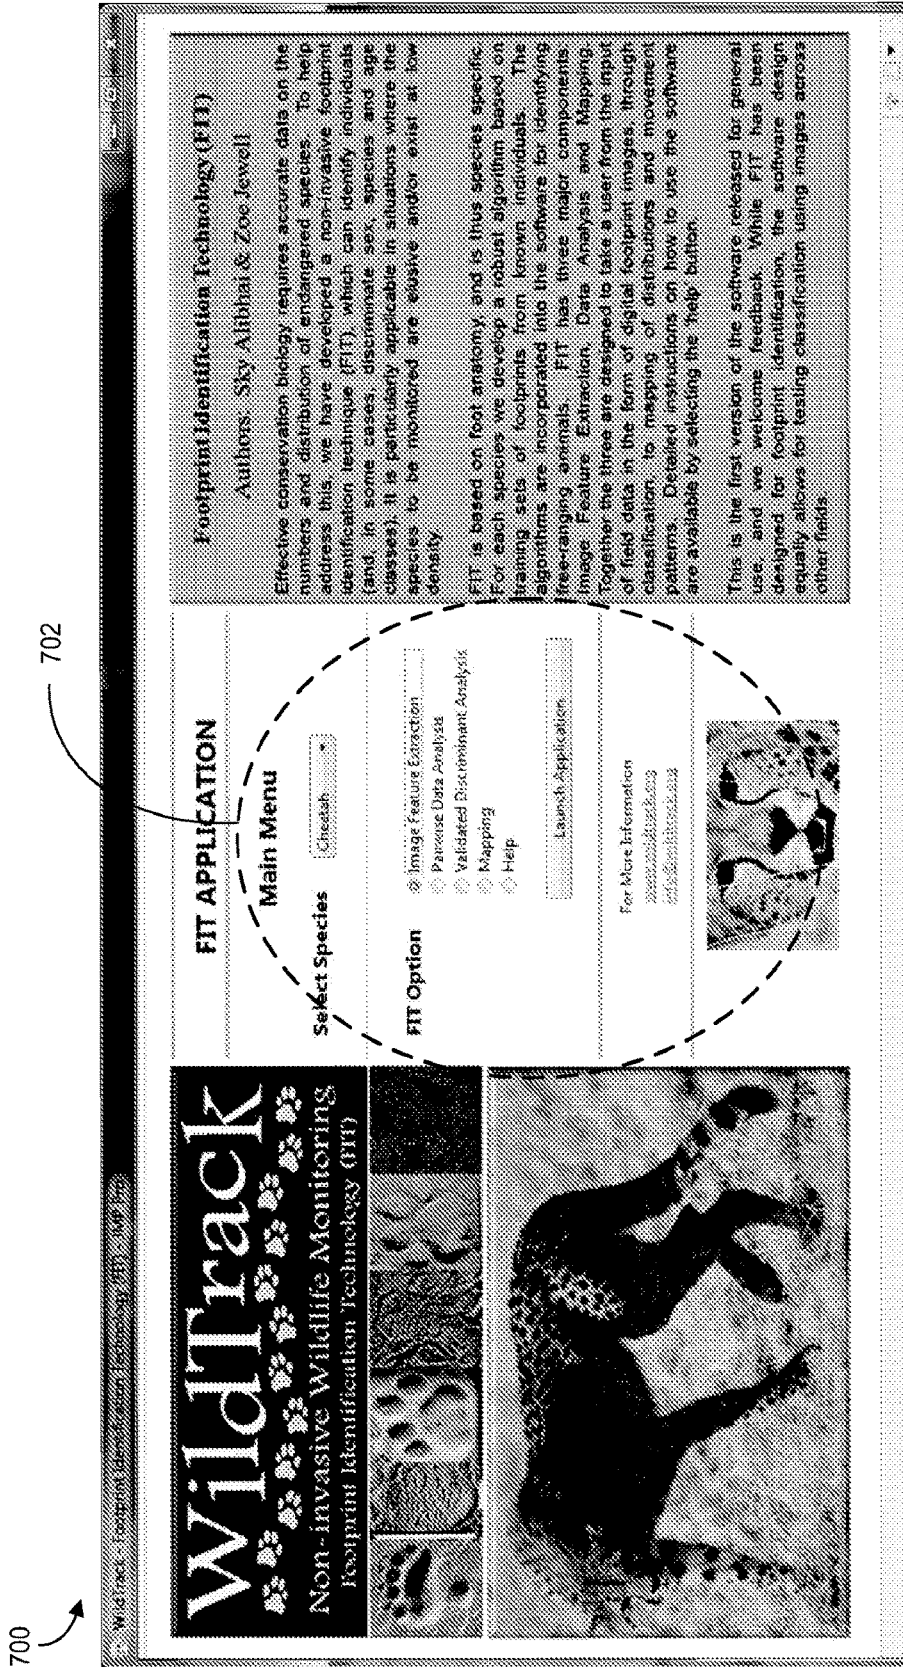 700
702
WildTrack - Footprint Identification Technology (FIT) - JMP Pro
WildTrack
Non-invasive Wildlife Monitoring
Footprint Identification Technology (FIT)
FIT APPLICATION
Main Menu
Select Species
Cheetah
FIT Option
Image Feature Extraction
Pairwise Data Analysis
Validated Discriminant Analysis
Mapping
Help
Launch Application
For More Information
www.wildtrack.org
Footprint Identification Technology (FIT)
Authors: Sky Alibhai & Zoe Jewell
Effective conservation biology requires accurate data on the
numbers and distribution of endangered species. To help
address this, we have developed a non-invasive footprint
identification technique (FIT), which can identify individuals
(and, in some cases, discriminate sex, species and age
classes). It is particularly applicable in situations where the
species to be monitored are elusive and/or exist at low
density.
FIT is based on foot anatomy, and is thus species specific.
For each species we develop a robust algorithm based on
training sets of footprints from known individuals. The
algorithms are incorporated into the software for identifying
free-ranging animals. FIT has three major components
Image Feature Extraction, Data Analysis and Mapping.
Together the three are designed to take a user from the input
of field data in the form of digital footprint images, through
classification to mapping of distributions and movement
patterns. Detailed instructions on how to use the software
are available by selecting the 'help' button.
This is the first version of the software released for general
use, and we welcome feedback. While FIT has been
designed for footprint identification, the software design
equally allows for testing classification using images across
other fields.